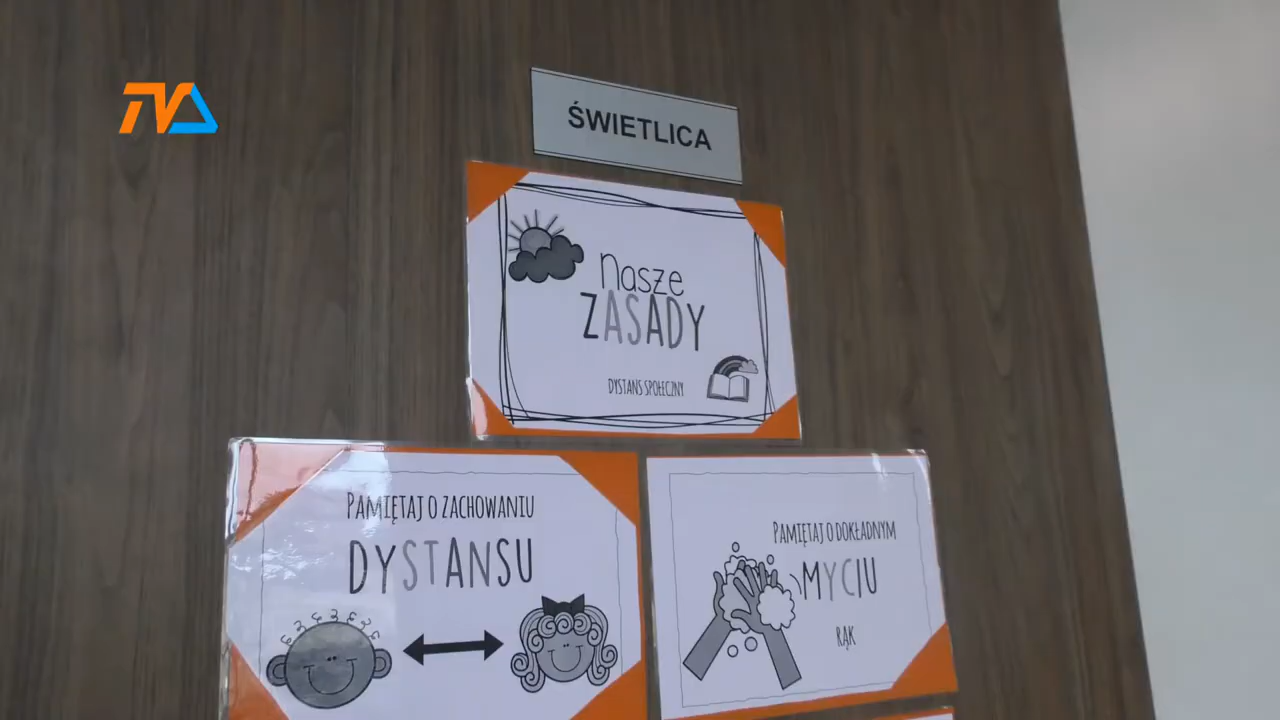 TVA
ŚWIETLICA
Nasze
ZASADY
DYSTANS SPOŁECZNY
PAMIĘTAJ O ZACHOWANIU
DYSTANSU
PAMIĘTAJ O DOKŁADNYM
MYCIU
RĄK